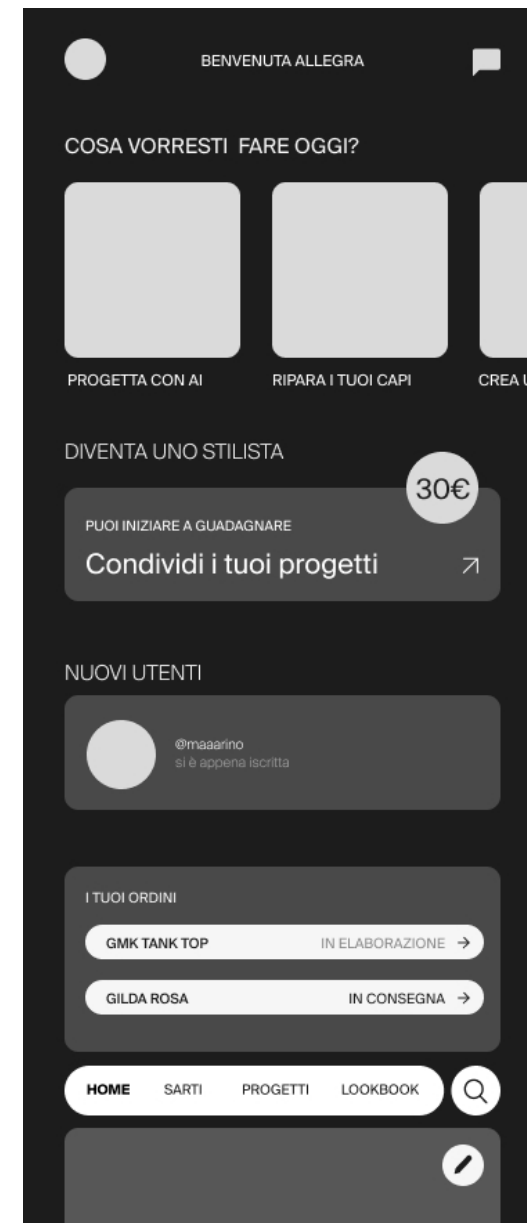 BENVENUTA ALLEGRA
COSA VORRESTI FARE OGGI?
PROGETTA CON AI
RIPARA I TUOI CAPI
CREA
DIVENTA UNO STILISTA
30€
PUOI INIZIARE A GUADAGNARE
Condividi i tuoi progetti
NUOVI UTENTI
@maaarino
si è appena iscritta
I TUOI ORDINI
GMK TANK TOP IN ELABORAZIONE
GILDA ROSA IN CONSEGNA
HOME SARTI PROGETTI LOOKBOOK